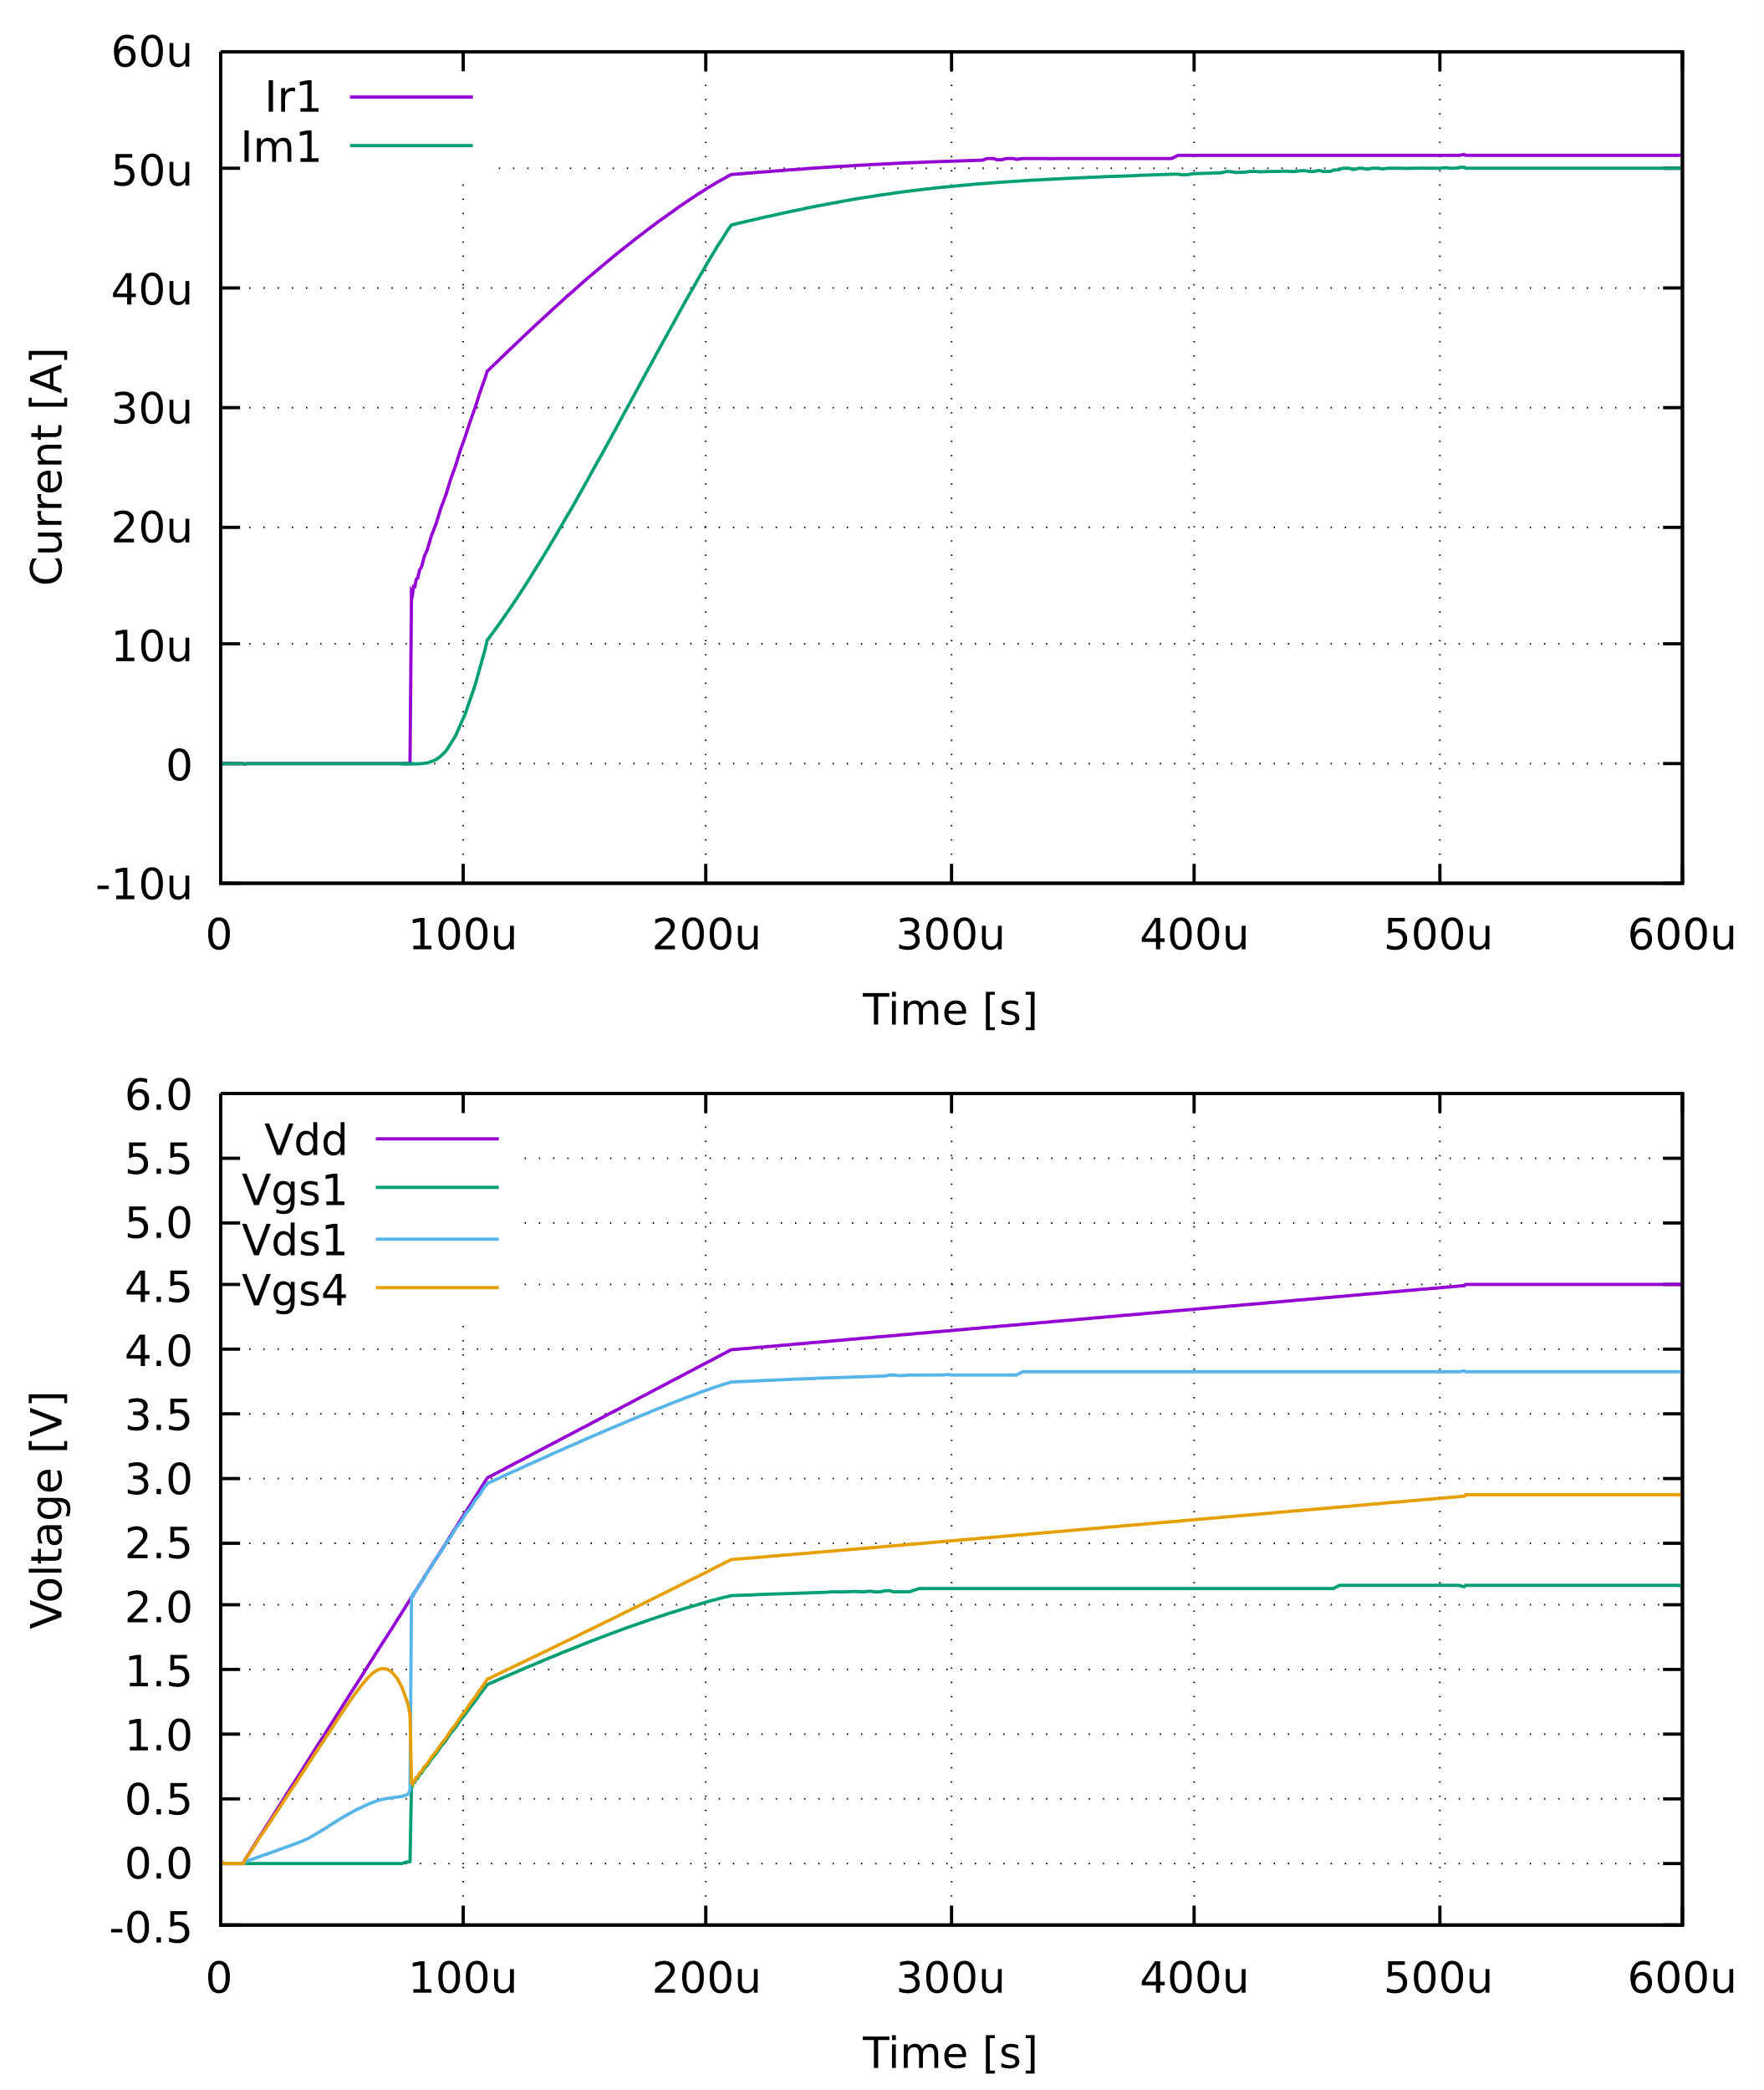 60u
50u
40u
30u
20u
10u
0
-10u
Current [A]
Ir1
Im1
0 100u 200u 300u 400u 500u 600u
Time [s]
6.0
5.5
5.0
4.5
4.0
3.5
3.0
2.5
2.0
1.5
1.0
0.5
0.0
-0.5
Voltage [V]
Vdd
Vgs1
Vds1
Vgs4
0 100u 200u 300u 400u 500u 600u
Time [s]